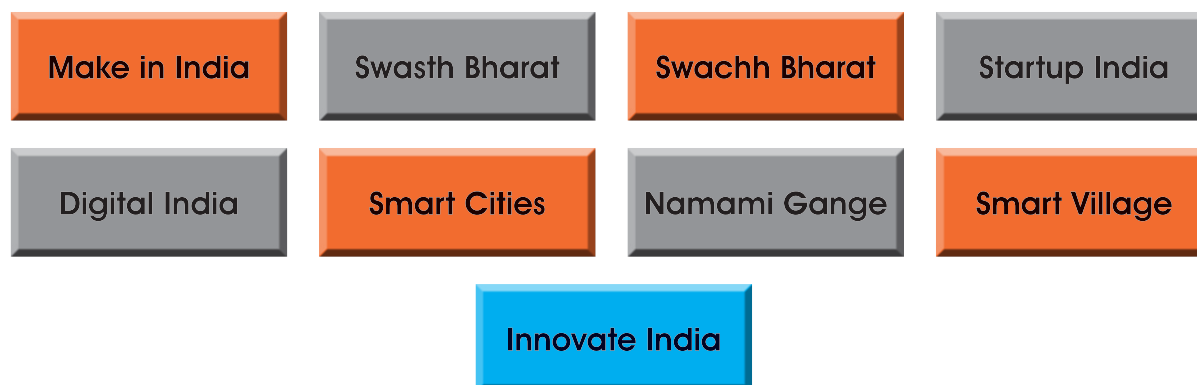 Make in India
Swasth Bharat
Swachh Bharat
Startup India
Digital India
Smart Cities
Namami Gange
Smart Village
Innovate India